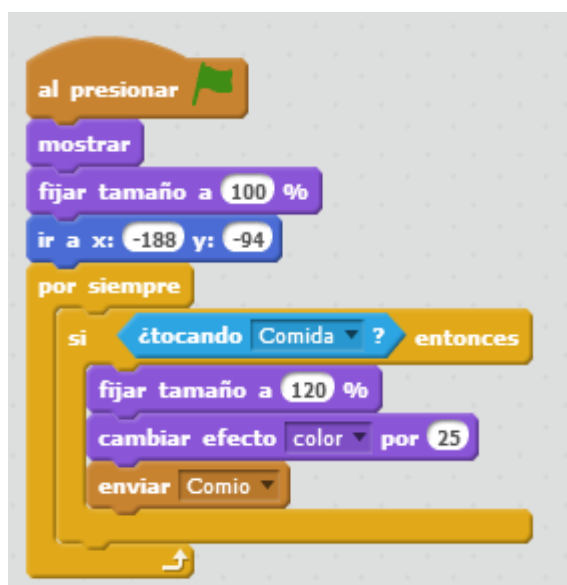 al presionar
mostrar
fijar tamaño a 100 %
ir a x: -188 y: -94
por siempre
si ¿tocando Comida ? entonces
fijar tamaño a 120 %
cambiar efecto color por 25
enviar Comio